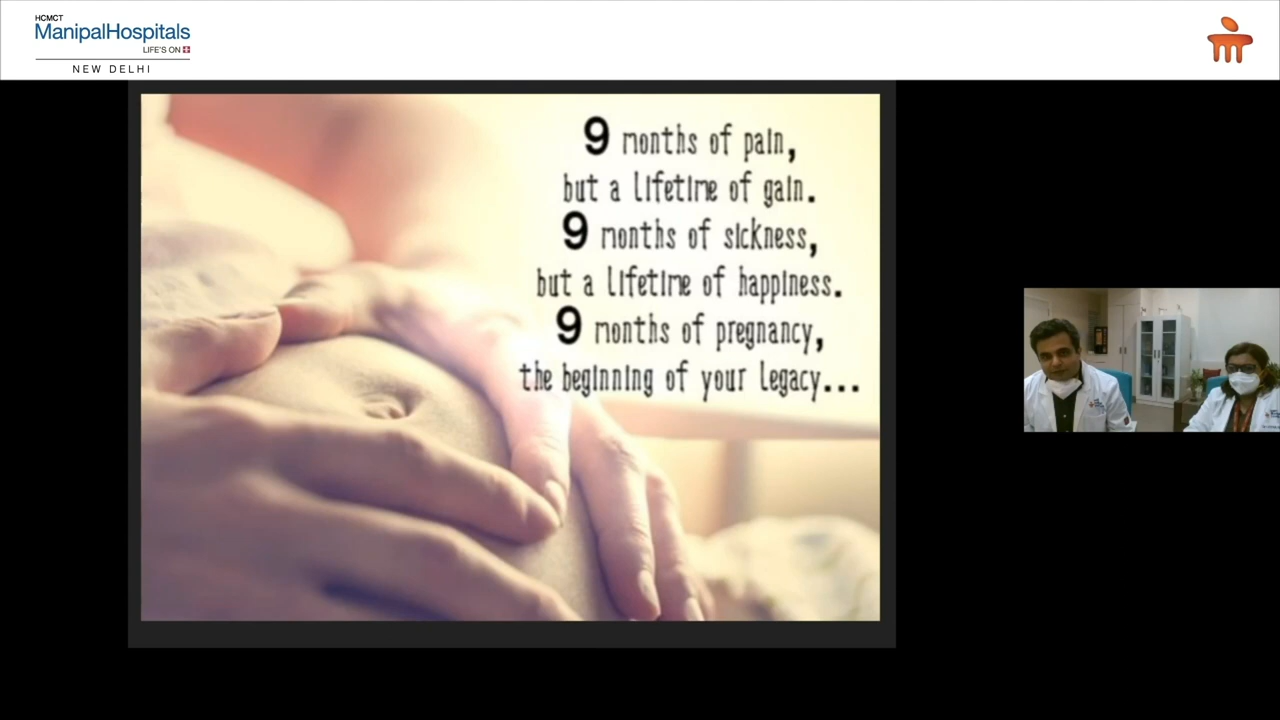 HCMCT
ManipalHospitals
LIFE'S ON
NEW DELHI
9 months of pain,
but a lifetime of gain.
9 months of sickness,
but a lifetime of happiness.
9 months of pregnancy,
the beginning of your legacy...